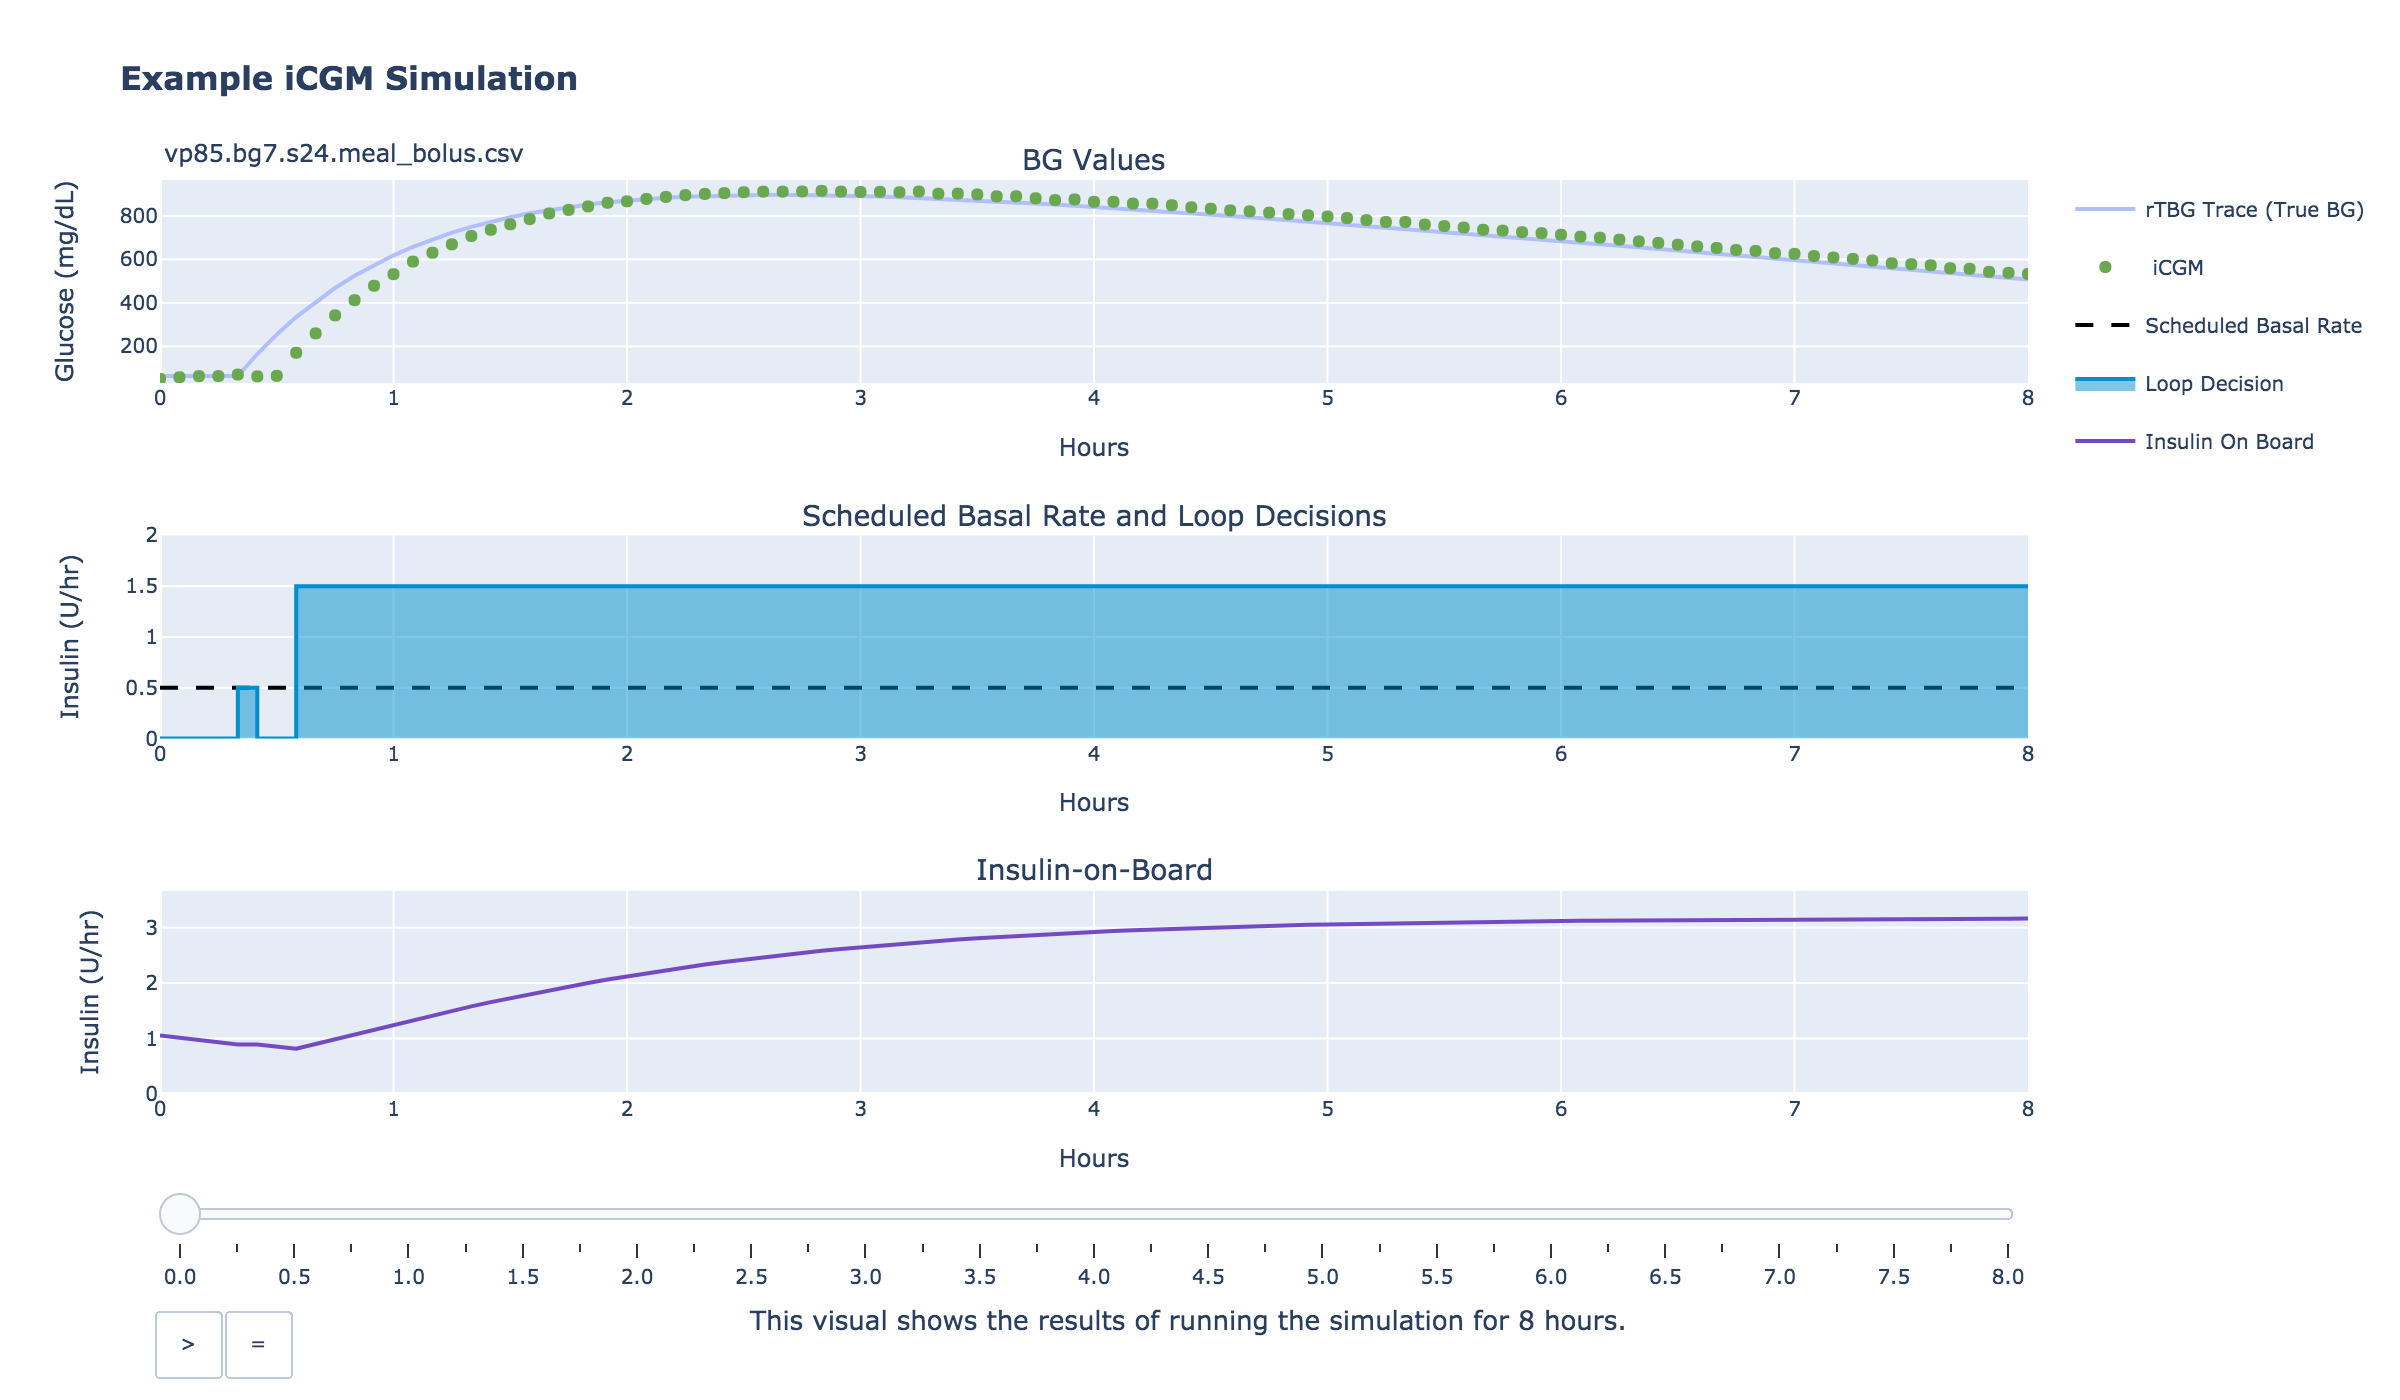 Example iCGM Simulation
vp85.bg7.s24.meal_bolus.csv
BG Values
Glucose (mg/dL)
800
600
400
200
0 1 2 3 4 5 6 7 8
Hours
rTBG Trace (True BG)
iCGM
Scheduled Basal Rate
Loop Decision
Insulin On Board
Scheduled Basal Rate and Loop Decisions
Insulin (U/hr)
2
1.5
1
0.5
0
0 1 2 3 4 5 6 7 8
Hours
Insulin-on-Board
Insulin (U/hr)
3
2
1
0
0 1 2 3 4 5 6 7 8
Hours
0.0 0.5 1.0 1.5 2.0 2.5 3.0 3.5 4.0 4.5 5.0 5.5 6.0 6.5 7.0 7.5 8.0
This visual shows the results of running the simulation for 8 hours.
> =